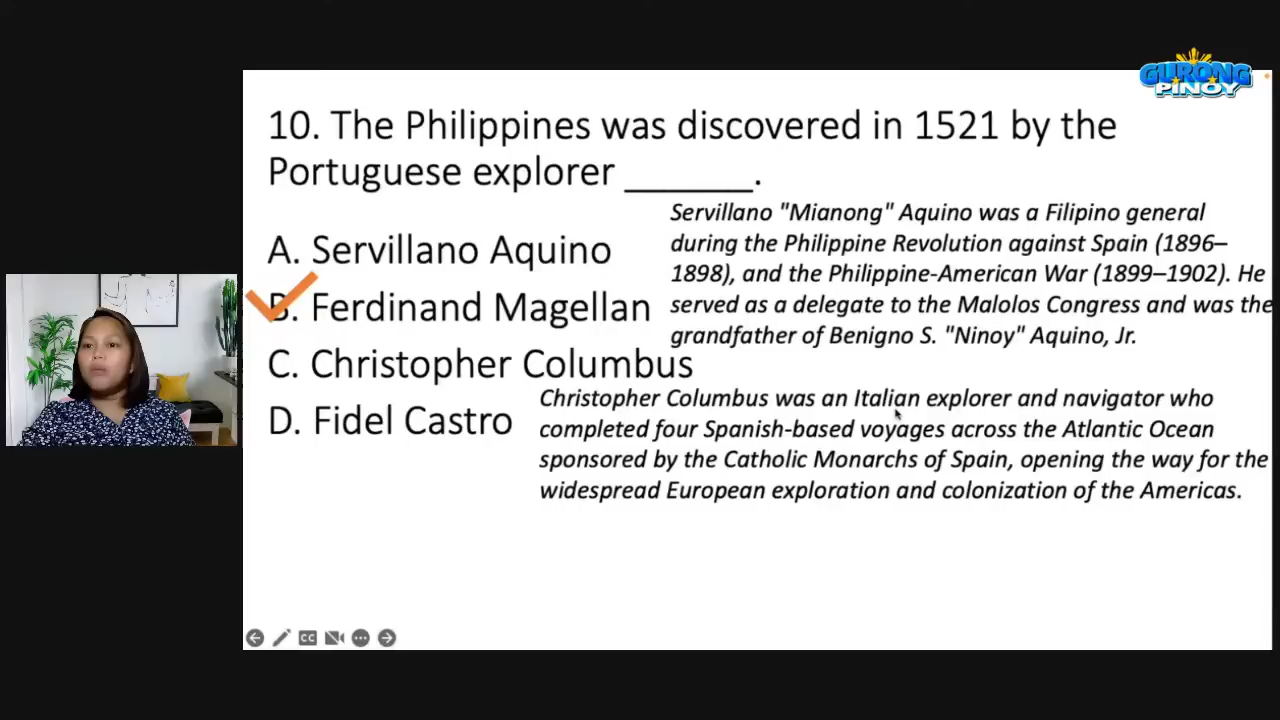 GURONG
PINOY
10. The Philippines was discovered in 1521 by the
Portuguese explorer ______.
A. Servillano Aquino
Servillano "Mianong" Aquino was a Filipino general
during the Philippine Revolution against Spain (1896–
1898), and the Philippine-American War (1899–1902). He
served as a delegate to the Malolos Congress and was the
grandfather of Benigno S. "Ninoy" Aquino, Jr.
B. Ferdinand Magellan
C. Christopher Columbus
Christopher Columbus was an Italian explorer and navigator who
completed four Spanish-based voyages across the Atlantic Ocean
sponsored by the Catholic Monarchs of Spain, opening the way for the
widespread European exploration and colonization of the Americas.
D. Fidel Castro
CC